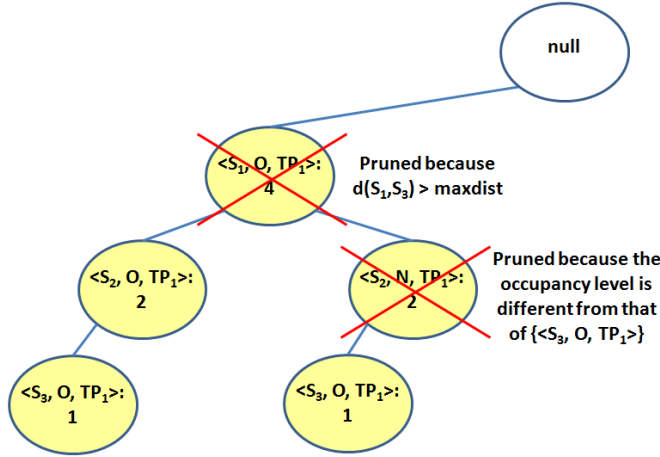 null
<S₁, O, TP₁>:
4
Pruned because
d(S₁,S₃) > maxdist
<S₂, O, TP₁>:
2
<S₂, N, TP₁>:
2
Pruned because the
occupancy level is
different from that
of {<S₃, O, TP₁>}
<S₃, O, TP₁>:
1
<S₃, O, TP₁>:
1